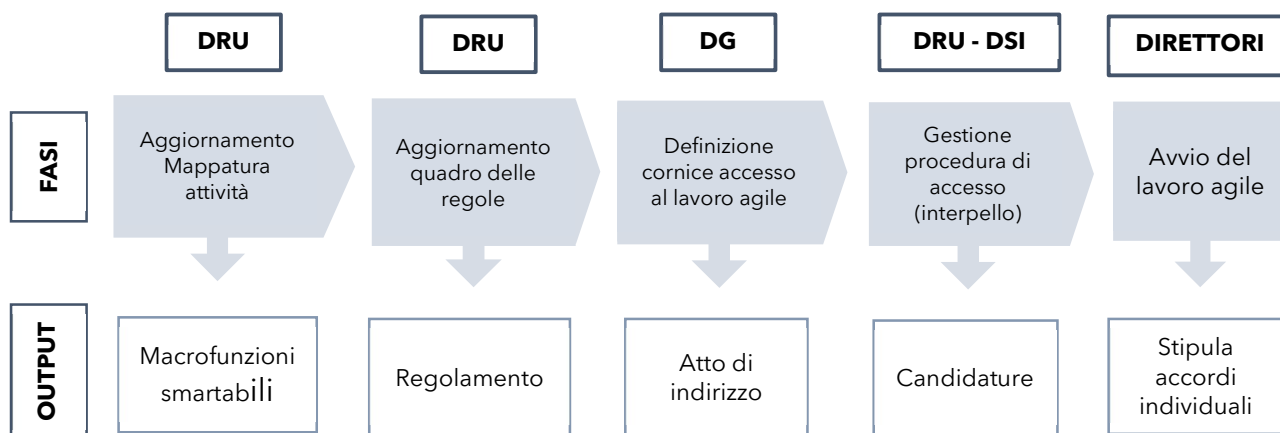 DRU
DRU
DG
DRU - DSI
DIRETTORI
FASI
Aggiornamento
Mappatura
attività
Aggiornamento
quadro delle
regole
Definizione
cornice accesso
al lavoro agile
Gestione
procedura di
accesso
(interpello)
Avvio del
lavoro agile
OUTPUT
Macrofunzioni
smartabili
Regolamento
Atto di
indirizzo
Candidature
Stipula
accordi
individuali